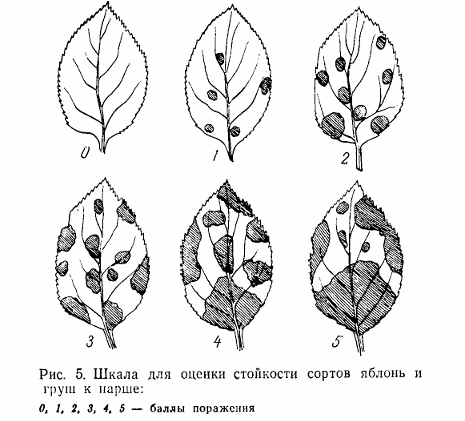 0
1
2
3
4
5
Рис. 5. Шкала для оценки стойкости сортов яблонь и
груш к парше:
0, 1, 2, 3, 4, 5 — баллы поражения